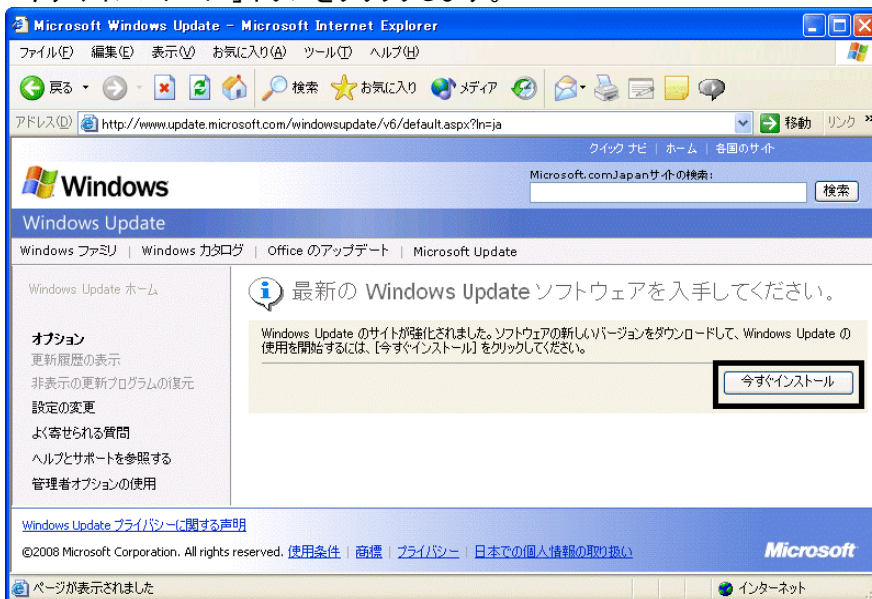 Microsoft Windows Update - Microsoft Internet Explorer
ファイル(F) 編集(E) 表示(V) お気に入り(A) ツール(T) ヘルプ(H)
戻る 検索 お気に入り メディア
アドレス(D) http://www.update.microsoft.com/windowsupdate/v6/default.aspx?ln=ja 移動 リンク »
クイック ナビ | ホーム | 各国のサイト
Windows
Microsoft.comJapanサイトの検索:
検索
Windows Update
Windows ファミリ | Windows カタログ | Office のアップデート | Microsoft Update
Windows Update ホーム
オプション
更新履歴の表示
非表示の更新プログラムの復元
設定の変更
よく寄せられる質問
ヘルプとサポートを参照する
管理者オプションの使用
最新の Windows Update ソフトウェアを入手してください。
Windows Update のサイトが強化されました。ソフトウェアの新しいバージョンをダウンロードして、Windows Update の
使用を開始するには、[今すぐインストール] をクリックしてください。
今すぐインストール
Windows Update プライバシーに関する声明
©2008 Microsoft Corporation. All rights reserved. 使用条件 | 商標 | プライバシー | 日本での個人情報の取り扱い
Microsoft
ページが表示されました インターネット